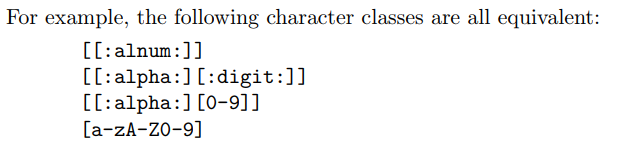 For example, the following character classes are all equivalent:
[[:alnum:]]
[[:alpha:][:digit:]]
[[:alpha:][0-9]]
[a-zA-Z0-9]